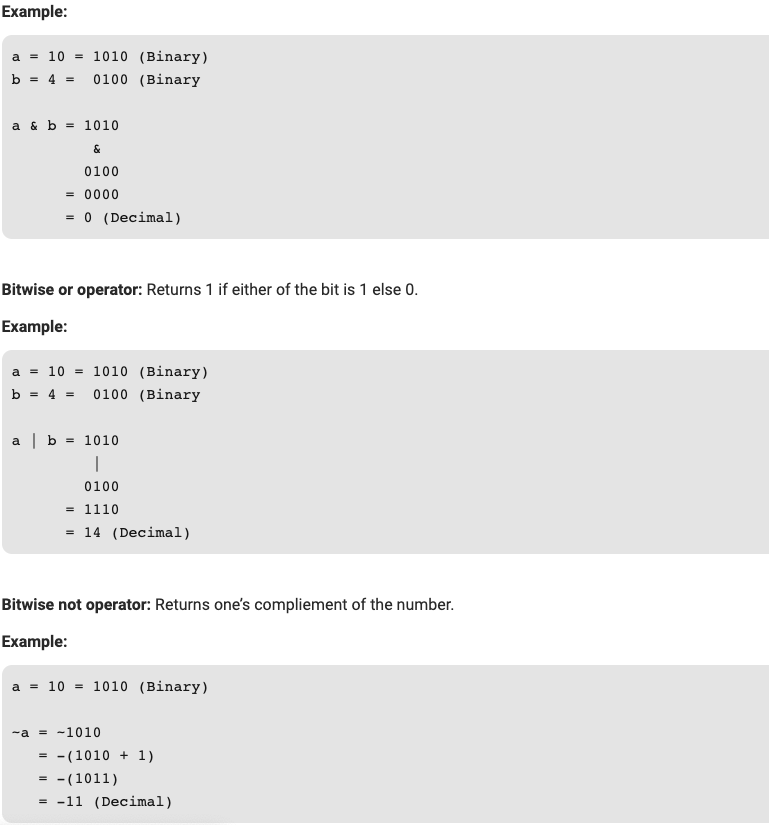 Example:
a = 10 = 1010 (Binary)
b = 4 =  0100 (Binary
a & b = 1010
&
0100
= 0000
= 0 (Decimal)
Bitwise or operator: Returns 1 if either of the bit is 1 else 0.
Example:
a = 10 = 1010 (Binary)
b = 4 =  0100 (Binary
a | b = 1010
|
0100
= 1110
= 14 (Decimal)
Bitwise not operator: Returns one’s compliement of the number.
Example:
a = 10 = 1010 (Binary)
~a = ~1010
= -(1010 + 1)
= -(1011)
= -11 (Decimal)